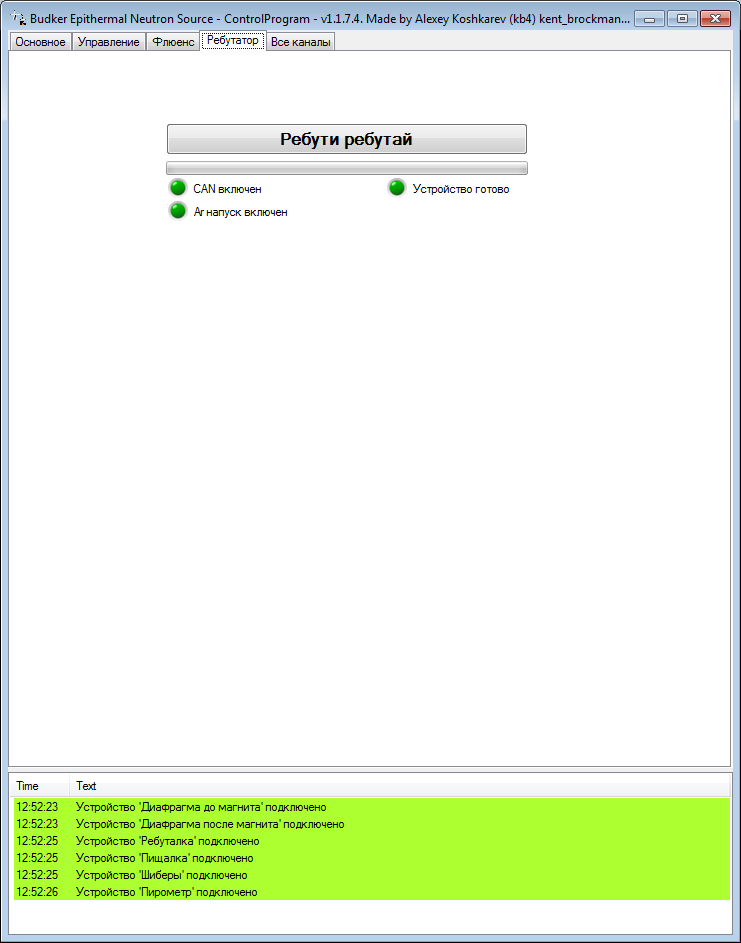 Budker Epithermal Neutron Source - ControlProgram - v1.1.7.4. Made by Alexey Koshkarev (kb4) kent_brockman...
Основное Управление Флюенс Ребутатор Все каналы
Ребути ребутай
CAN включен Устройство готово
Ar напуск включен
Time Text
12:52:23 Устройство 'Диафрагма до магнита' подключено
12:52:23 Устройство 'Диафрагма после магнита' подключено
12:52:25 Устройство 'Ребуталка' подключено
12:52:25 Устройство 'Пищалка' подключено
12:52:25 Устройство 'Шиберы' подключено
12:52:26 Устройство 'Пирометр' подключено